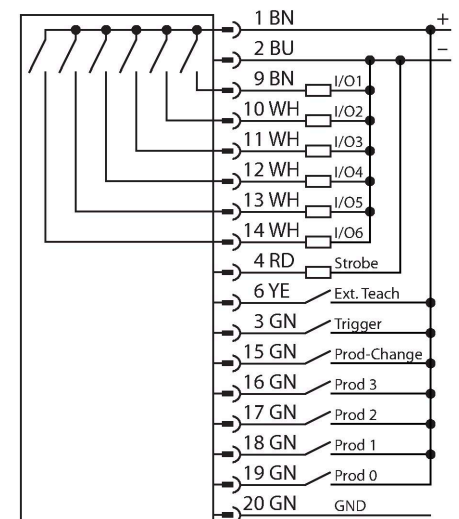 1 BN +
2 BU −
9 BN I/O1
10 WH I/O2
11 WH I/O3
12 WH I/O4
13 WH I/O5
14 WH I/O6
4 RD Strobe
6 YE Ext. Teach
3 GN Trigger
15 GN Prod-Change
16 GN Prod 3
17 GN Prod 2
18 GN Prod 1
19 GN Prod 0
20 GN GND